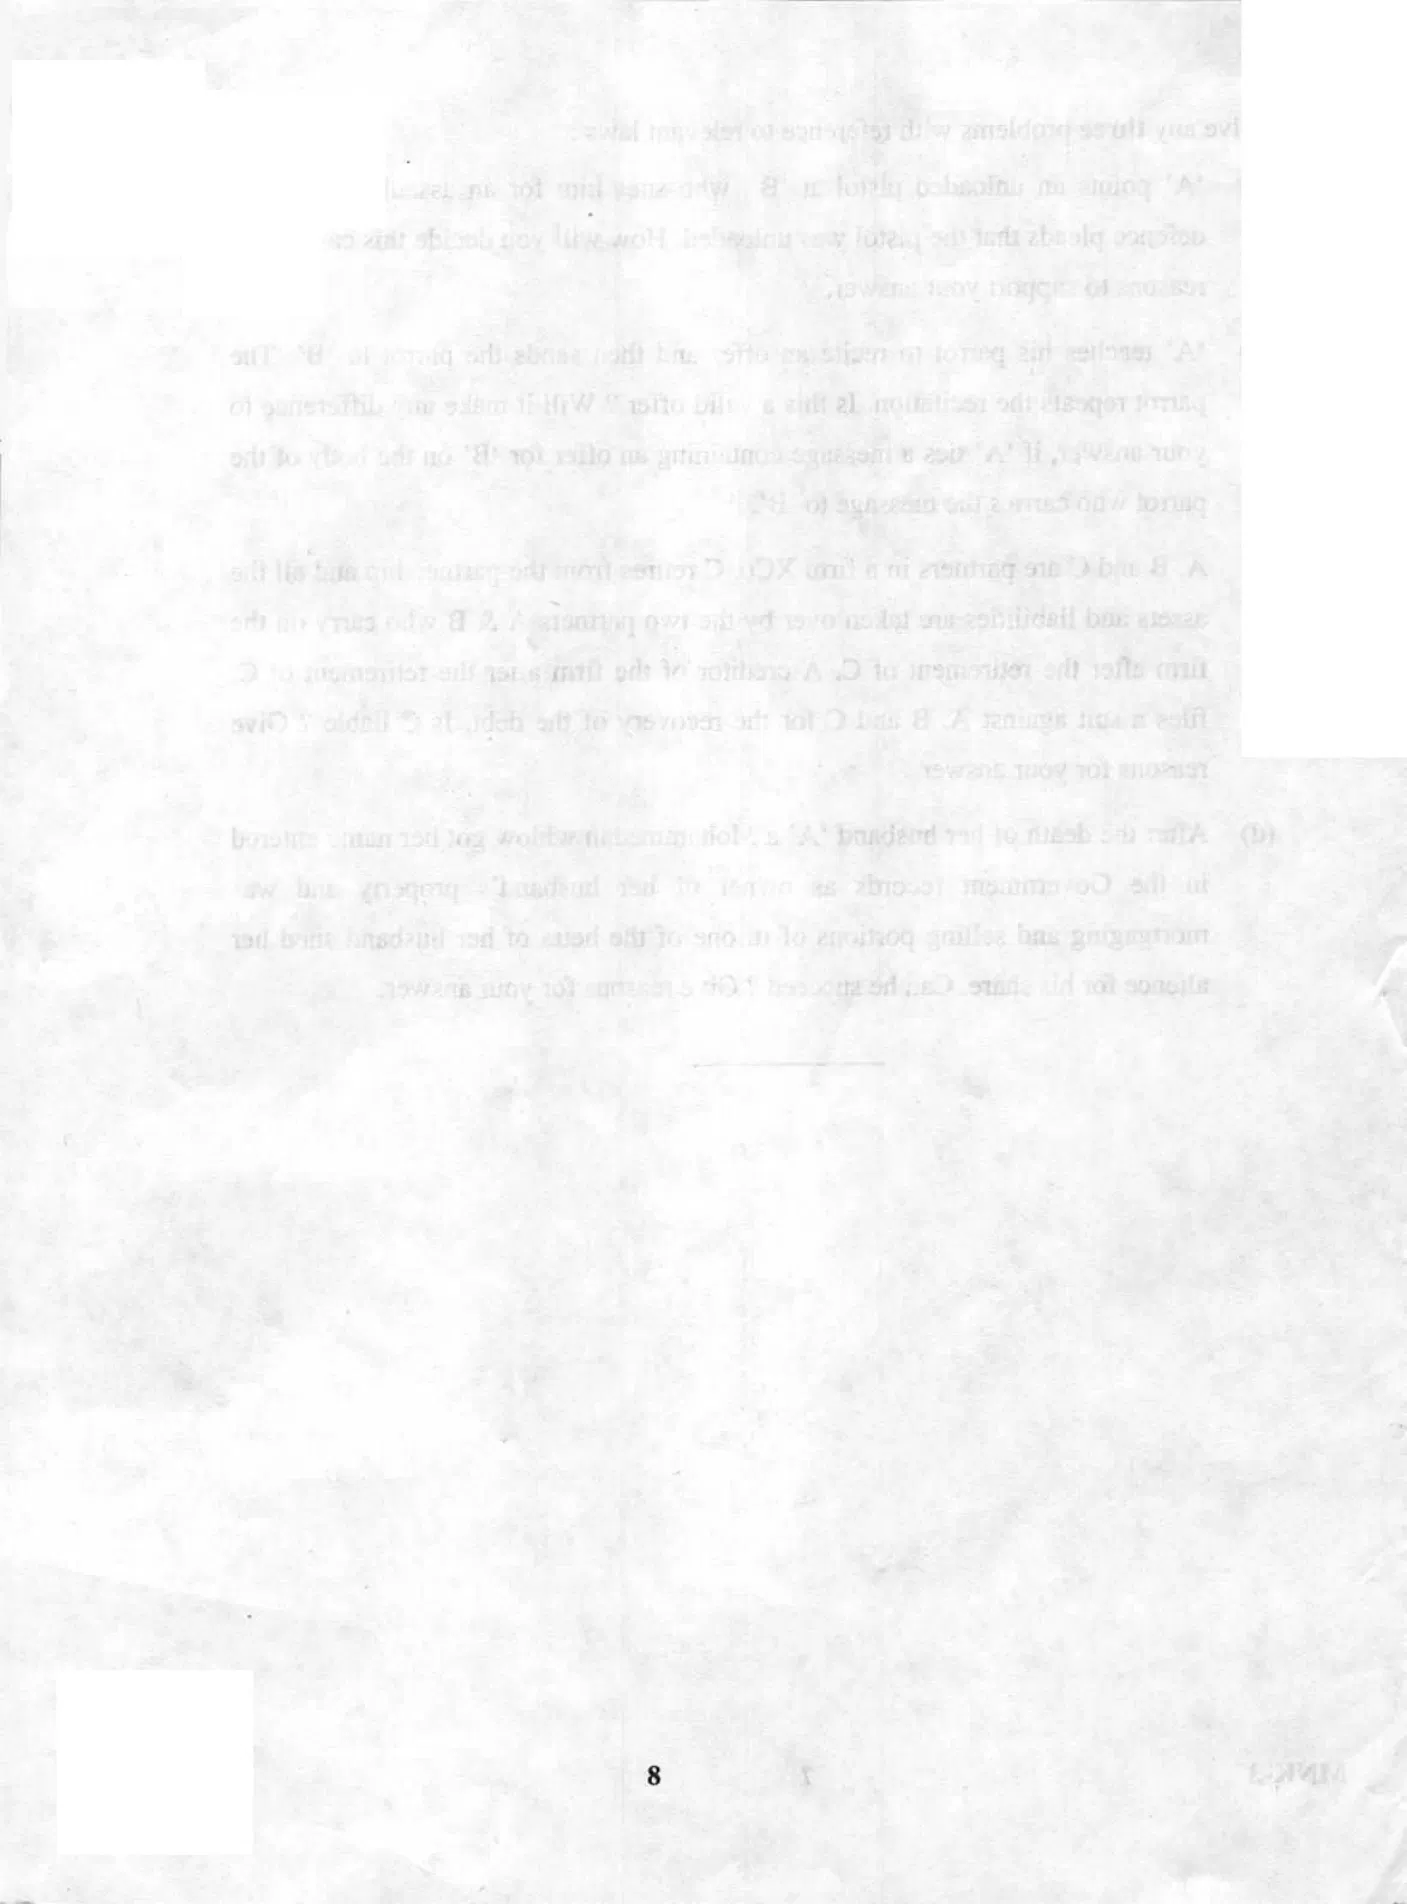 ive any three problems with reference to relevant laws :
'A' points an unloaded pistol at 'B', who sues him for an assault
defence pleads that the pistol was unloaded. How will you decide this ca
reasons to support your answer.
'A' teaches his parrot to recite an offer and then sends the parrot to 'B'. The
parrot repeats the recitation. Is this a valid offer ? Will it make any difference to
your answer, if 'A' ties a message containing an offer for 'B' on the body of the
parrot who carries the message to 'B'.
A, B and C are partners in a firm XCo. C retires from the partnership and all the
assets and liabilities are taken over by the two partners A & B who carry on the
firm after the retirement of C. A creditor of the firm after the retirement of C,
files a suit against A, B and C for the recovery of the debt. Is C liable ? Give
reasons for your answer.
(d) After the death of her husband 'A' a Mohammedan widow got her name entered
in the Government records as owner of her husband's property and was
mortgaging and selling portions of it one of the heirs of her husband sued her
alience for his share. Can he succeed ? Give reasons for your answer.
8 7 MNK-3